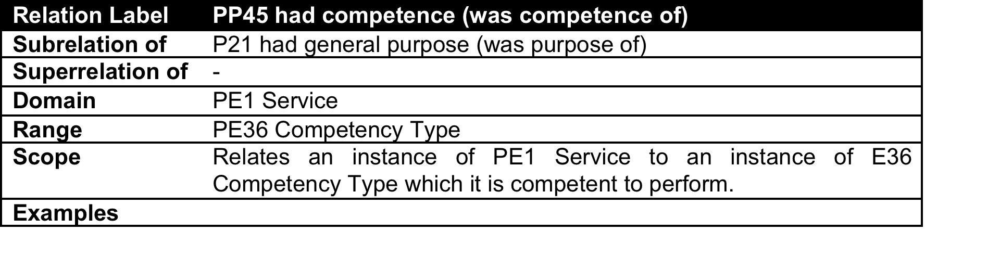 Relation Label PP45 had competence (was competence of)
Subrelation of P21 had general purpose (was purpose of)
Superrelation of -
Domain PE1 Service
Range PE36 Competency Type
Scope Relates an instance of PE1 Service to an instance of E36
Competency Type which it is competent to perform.
Examples